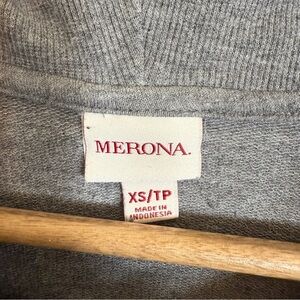 MERONA.
XS/TP
MADE IN
INDONESIA